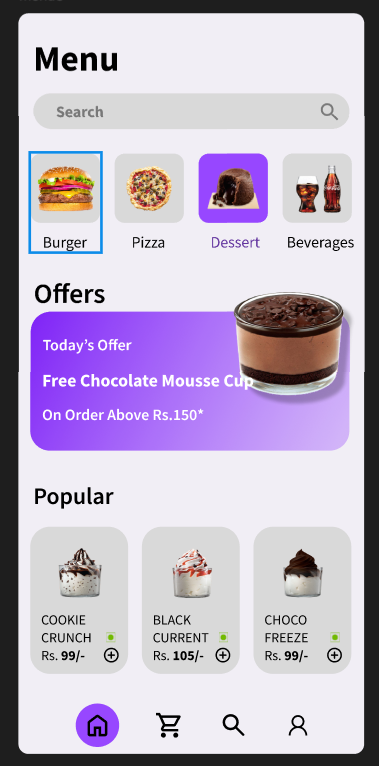 Menu
Search
Burger
Pizza
Dessert
Beverages
Offers
Today's Offer
Free Chocolate Mousse Cup
On Order Above Rs.150*
Popular
COOKIE
CRUNCH
Rs. 99/-
BLACK
CURRENT
Rs. 105/-
CHOCO
FREEZE
Rs. 99/-